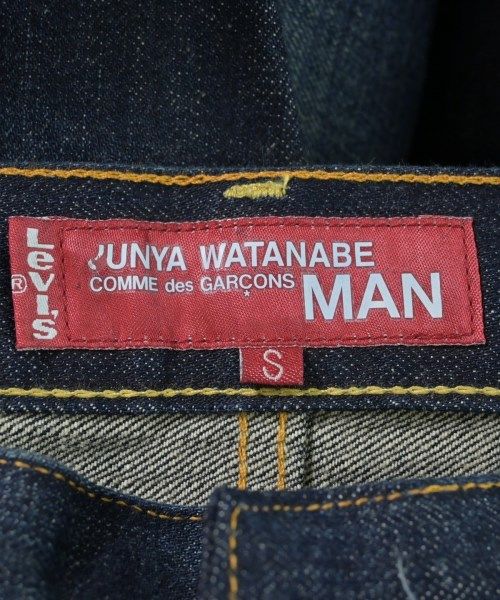 Levi's
®
JUNYA WATANABE
COMME des GARÇONS
*
MAN
S